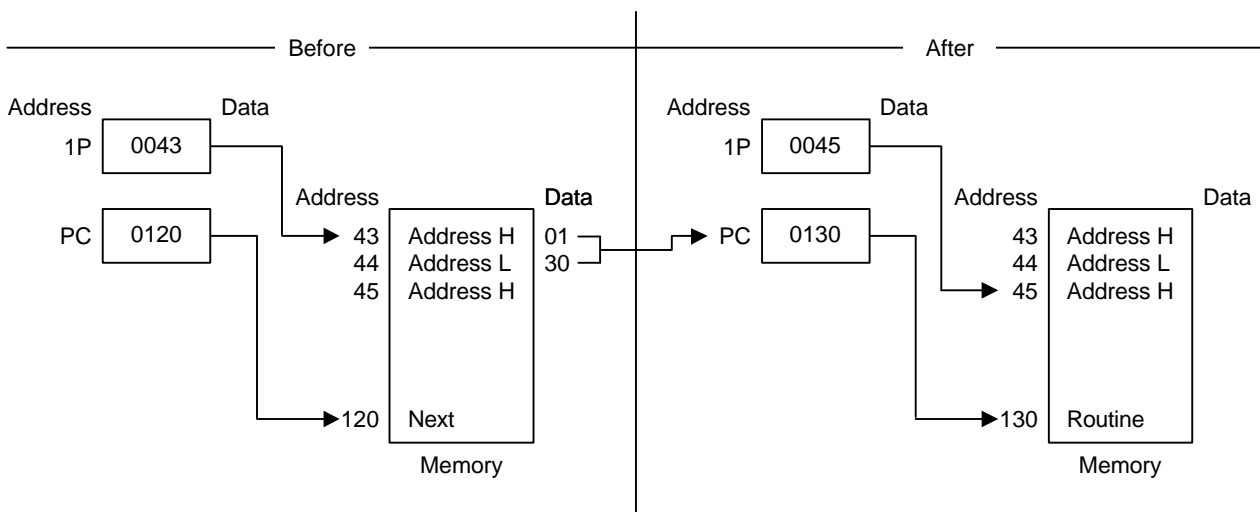 Before
Address
Data
1P
0043
PC
0120
Address
Data
43
Address H
01
44
Address L
30
45
Address H
120
Next
Memory
After
Address
Data
1P
0045
PC
0130
Address
Data
43
Address H
44
Address L
45
Address H
130
Routine
Memory